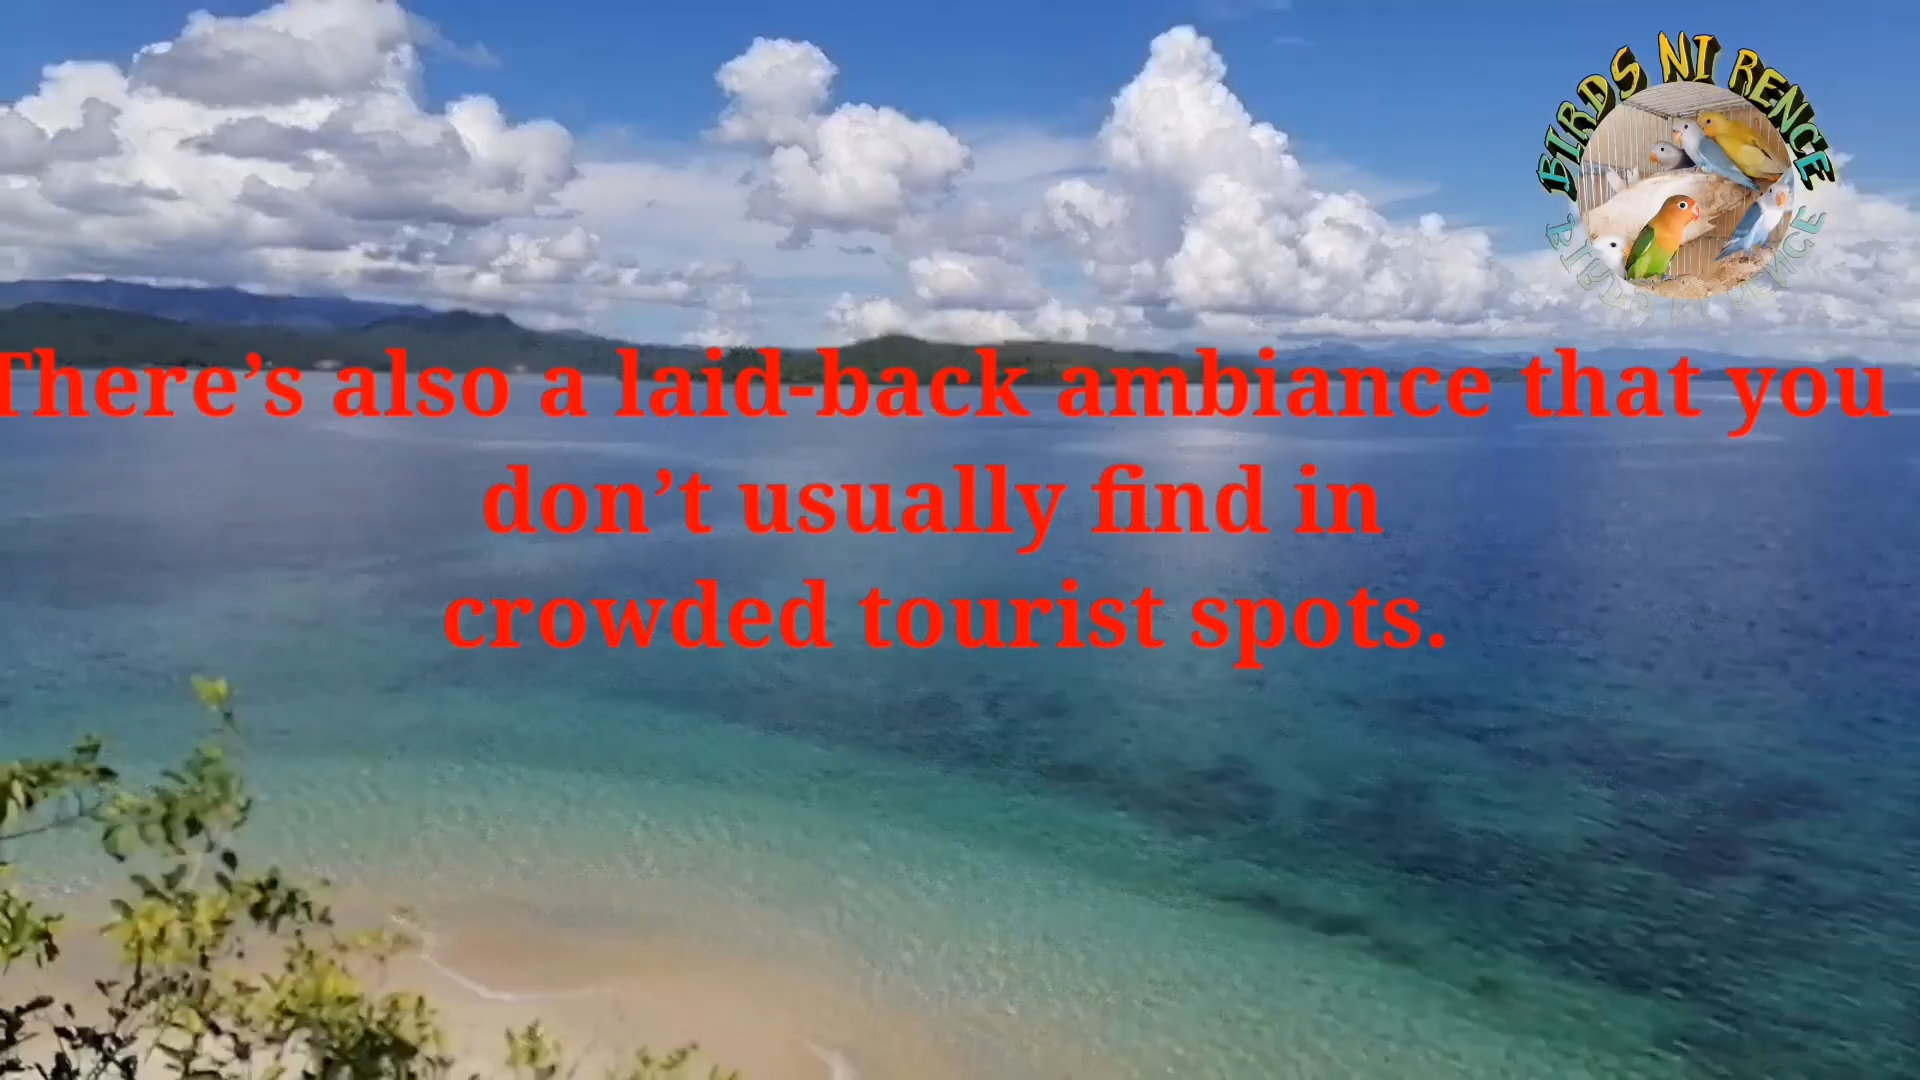 BIRDS NI RENCE
There’s also a laid-back ambiance that you
don’t usually find in
crowded tourist spots.